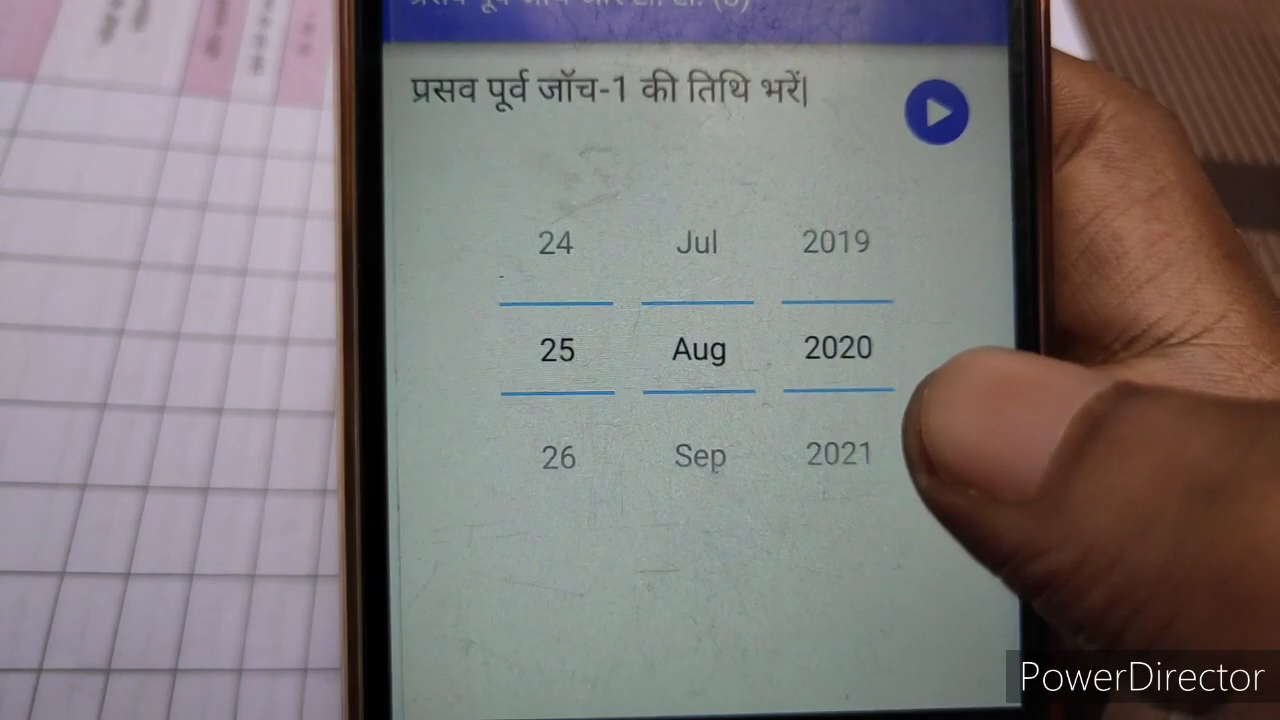 प्रसव पूर्व जॉच-1 की तिथि भरें|
24 Jul 2019
25 Aug 2020
26 Sep 2021
PowerDirector